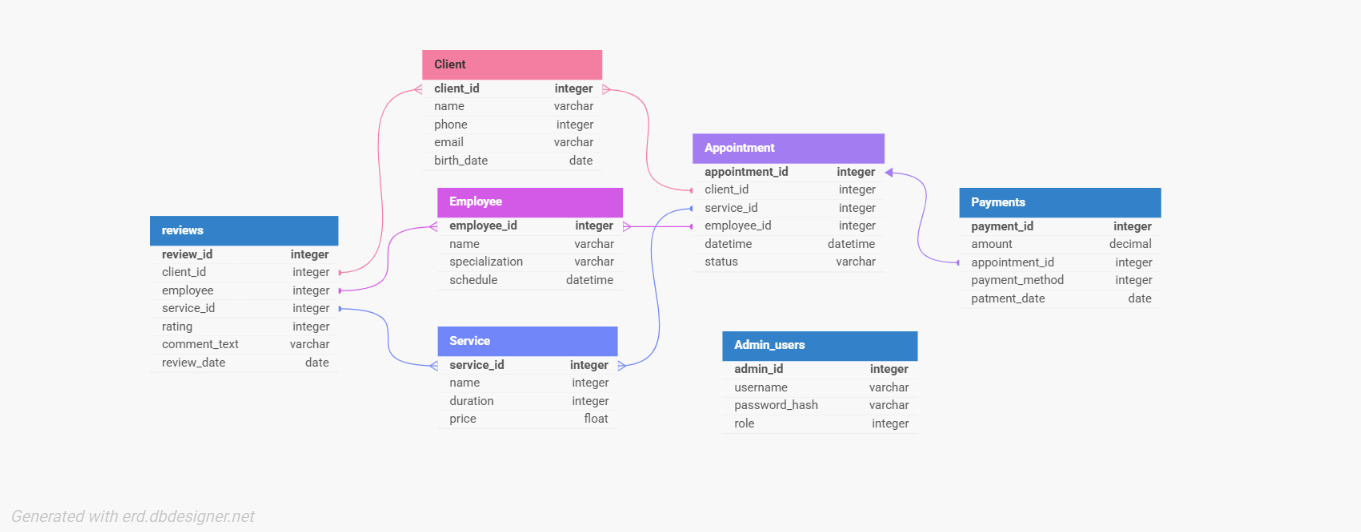 Client
client_id integer
name varchar
phone integer
email varchar
birth_date date
Appointment
appointment_id integer
client_id integer
service_id integer
employee_id integer
datetime datetime
status varchar
Employee
employee_id integer
name varchar
specialization varchar
schedule datetime
Payments
payment_id integer
amount decimal
appointment_id integer
payment_method integer
patment_date date
reviews
review_id integer
client_id integer
employee integer
service_id integer
rating integer
comment_text varchar
review_date date
Service
service_id integer
name integer
duration integer
price float
Admin_users
admin_id integer
username varchar
password_hash varchar
role integer
Generated with erd.dbdesigner.net